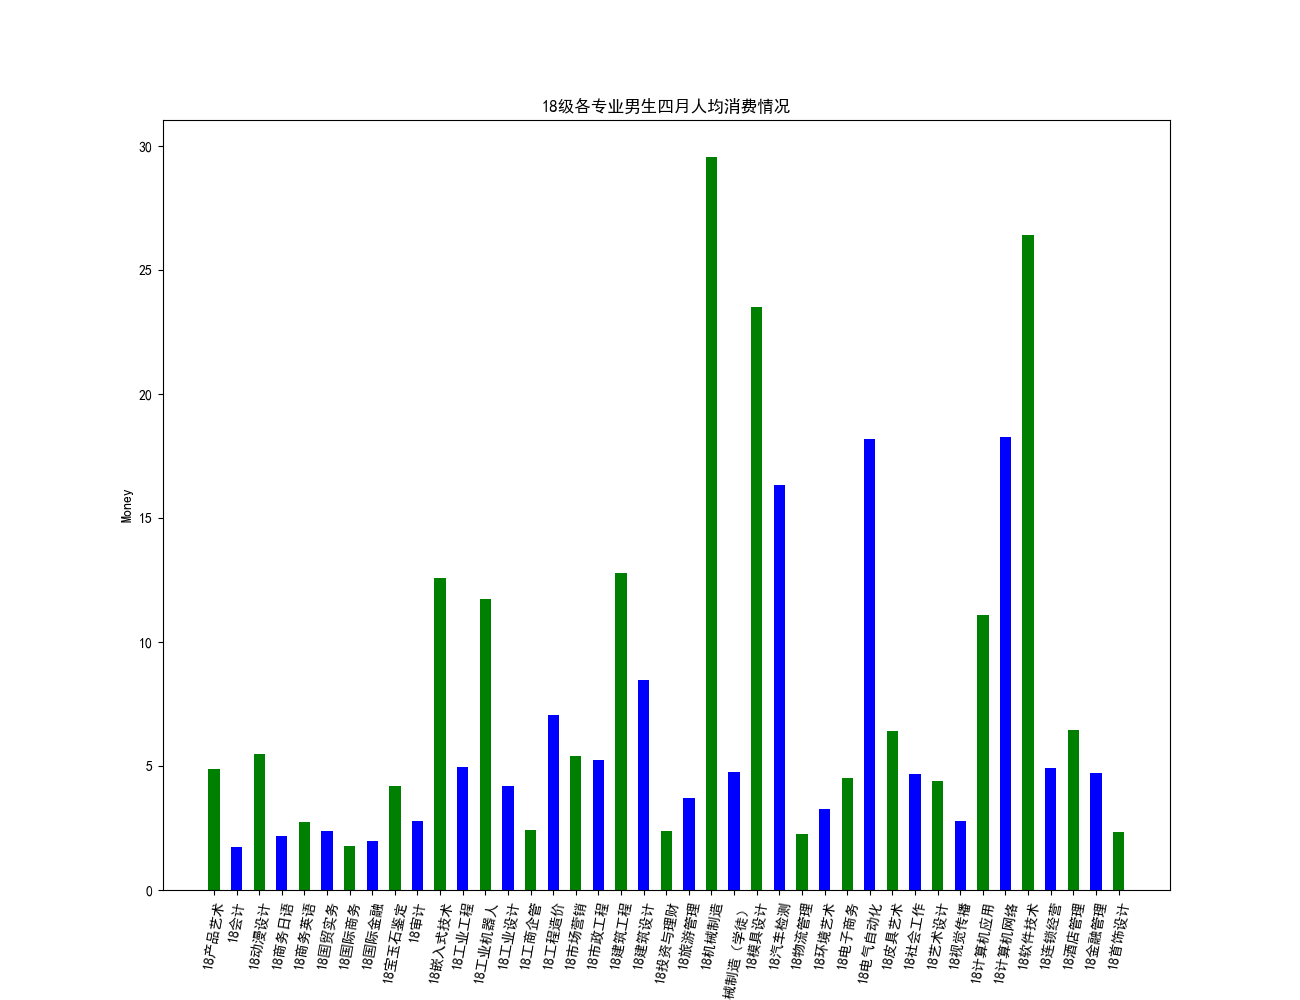 18级各专业男生四月人均消费情况
30
25
20
15
10
5
0
Money
18产品艺术
18会计
18动漫设计
18商务日语
18商务英语
18国贸实务
18国际商务
18国际金融
18宝玉石鉴定
18审计
18嵌入式技术
18工业工程
18工业机器人
18工业设计
18工商企管
18工程造价
18市场营销
18市政工程
18建筑工程
18建筑设计
18投资与理财
18旅游管理
18机械制造
械制造（学徒）
18模具设计
18汽车检测
18物流管理
18环境艺术
18电子商务
18电气自动化
18皮具艺术
18社会工作
18艺术设计
18视觉传播
18计算机应用
18计算机网络
18软件技术
18连锁经营
18酒店管理
18金融管理
18首饰设计